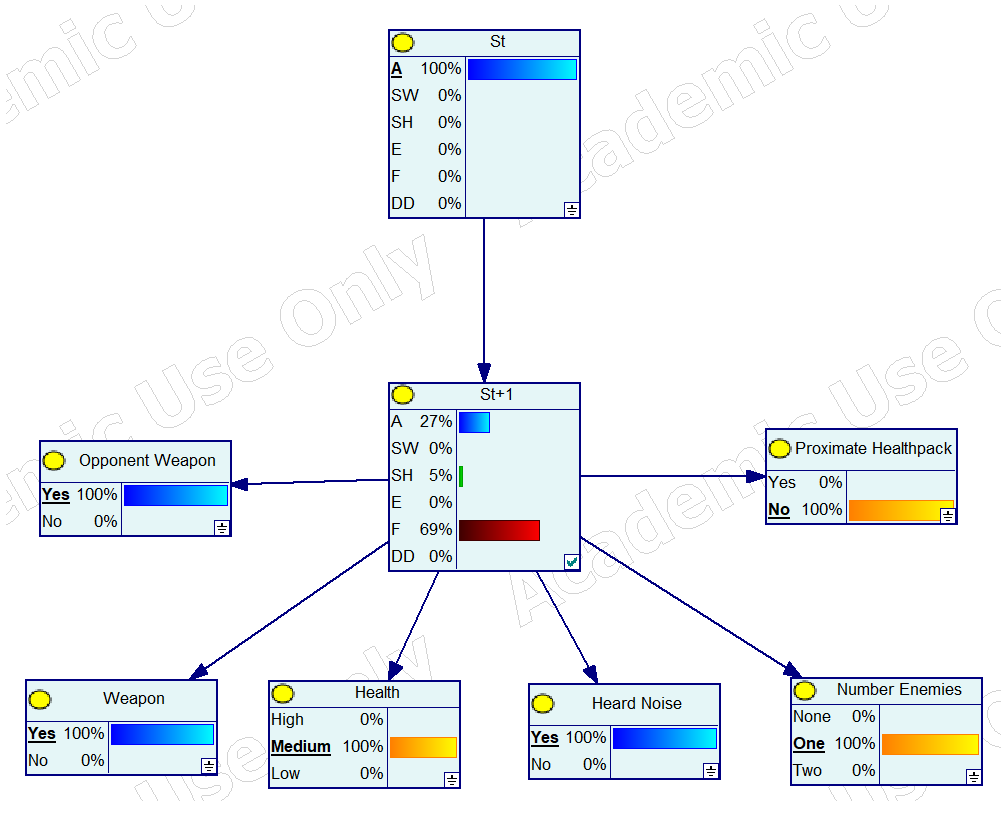 St
A 100%
SW 0%
SH 0%
E 0%
F 0%
DD 0%
St+1
A 27%
SW 0%
SH 5%
E 0%
F 69%
DD 0%
Opponent Weapon
Yes 100%
No 0%
Proximate Healthpack
Yes 0%
No 100%
Weapon
Yes 100%
No 0%
Health
High 0%
Medium 100%
Low 0%
Heard Noise
Yes 100%
No 0%
Number Enemies
None 0%
One 100%
Two 0%
emic Use Only
Academic Use O
mic Use Only
Academic Use O
Use Only